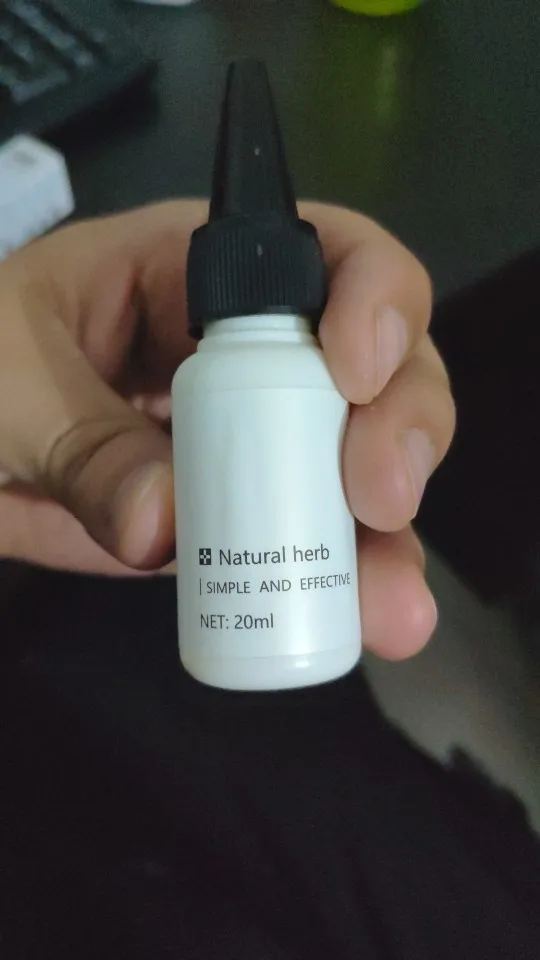 Natural herb
| SIMPLE AND EFFECTIVE
NET: 20ml